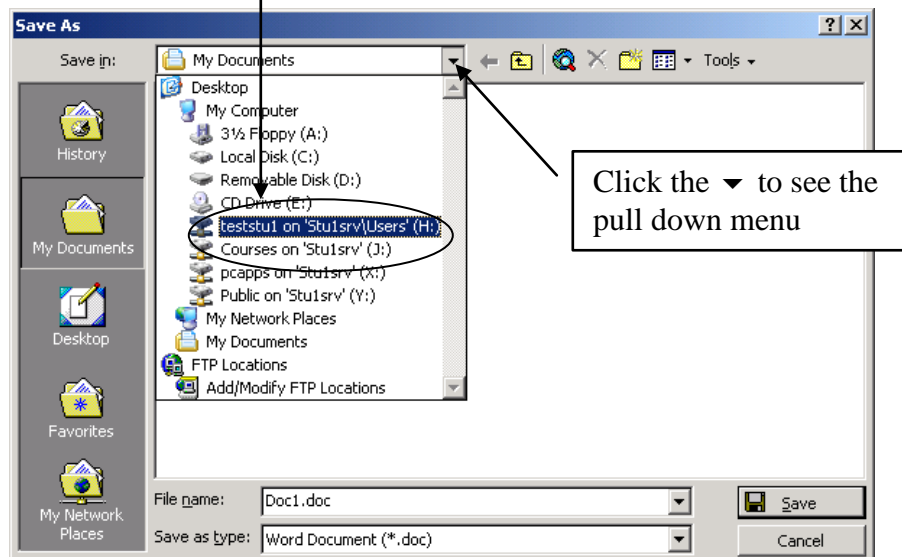 Save As
Save in:
My Documents
Tools
Desktop
My Computer
3½ Floppy (A:)
Local Disk (C:)
Removable Disk (D:)
CD Drive (E:)
teststu1 on 'Stu1srv\Users' (H:)
Courses on 'Stu1srv' (J:)
pcapps on 'Stu1srv' (X:)
Public on 'Stu1srv' (Y:)
My Network Places
My Documents
FTP Locations
Add/Modify FTP Locations
History
My Documents
Desktop
Favorites
My Network
Places
Click the ▼ to see the
pull down menu
File name:
Doc1.doc
Save
Save as type:
Word Document (*.doc)
Cancel